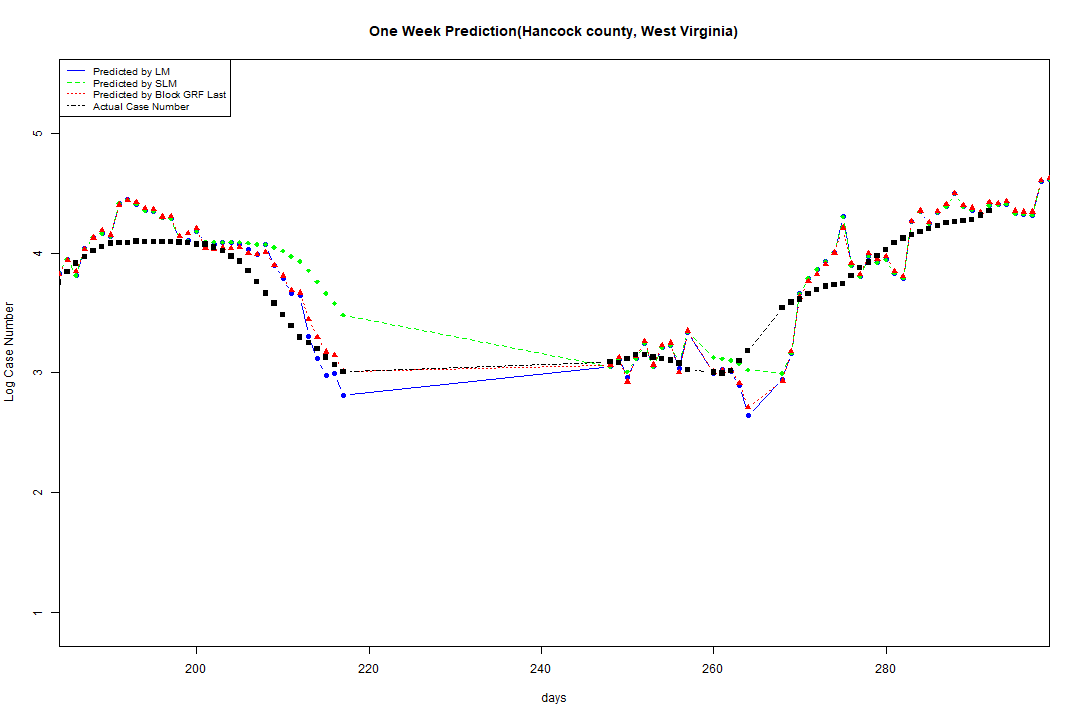 One Week Prediction(Hancock county, West Virginia)
Predicted by LM
Predicted by SLM
Predicted by Block GRF Last
Actual Case Number
5
4
3
2
1
Log Case Number
200
220
240
260
280
days